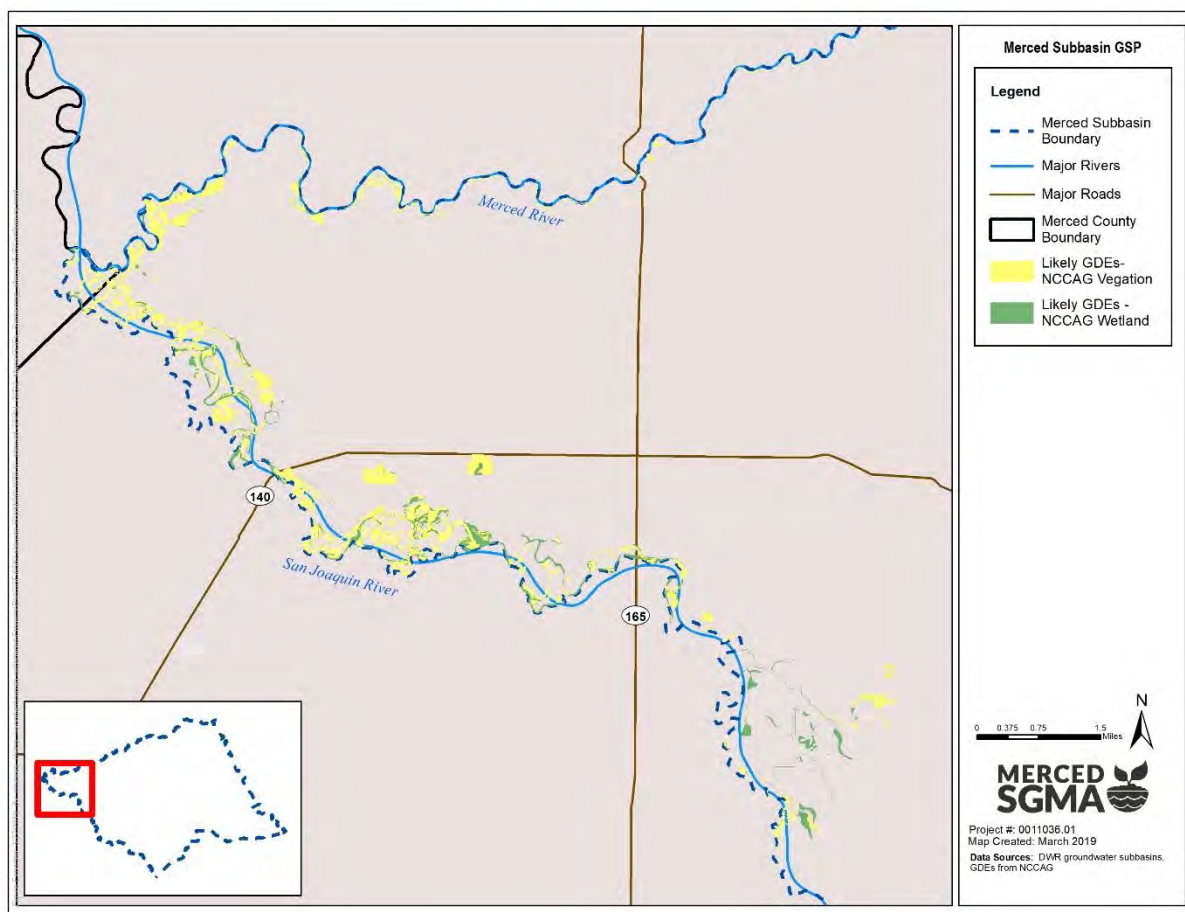 Merced River
140
San Joaquin River
165
Merced Subbasin GSP
Legend
Merced Subbasin
Boundary
Major Rivers
Major Roads
Merced County
Boundary
Likely GDEs-
NCCAG Vegation
Likely GDEs -
NCCAG Wetland
N
0 0.375 0.75 1.5
Miles
MERCED
SGMA
Project #: 0011036.01
Map Created: March 2019
Data Sources: DWR groundwater subbasins,
GDEs from NCCAG